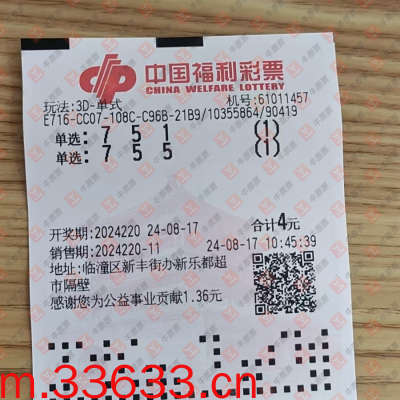 中国福利彩票
CHINA WELFARE LOTTERY
玩法:3D-单式 机号:61011457
E716-CC07-108C-C96B-21B9/10355864/90419
单选: 7 5 1 (1)
单选: 7 5 5 (1)
开奖期:2024220 24-08-17 合计4元
销售期:2024220-11 24-08-17 10:45:39
地址:临潼区新丰街办新乐都超
市隔壁
感谢您为公益事业贡献1.36元
m.33633.cn